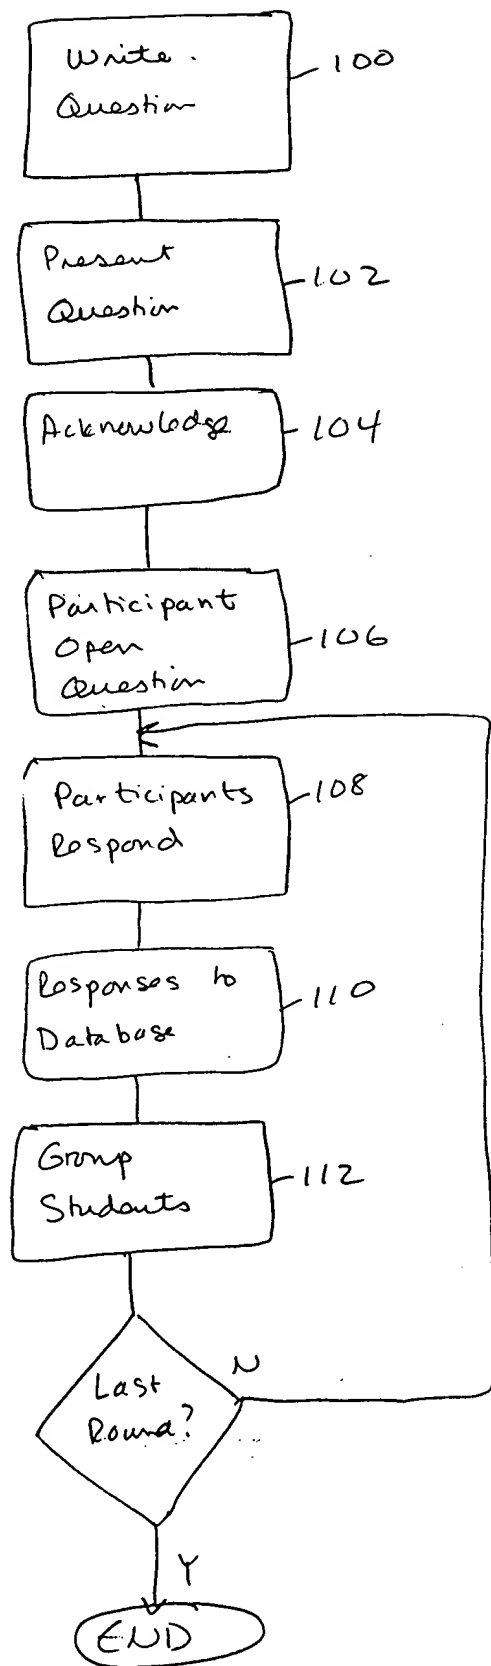 Write.
Question
100
Present
Question
102
Acknowledge
104
Participant
Open
Question
106
Participants
Respond
108
Responses to
Database
110
Group
Students
112
Last
Round?
N
Y
END